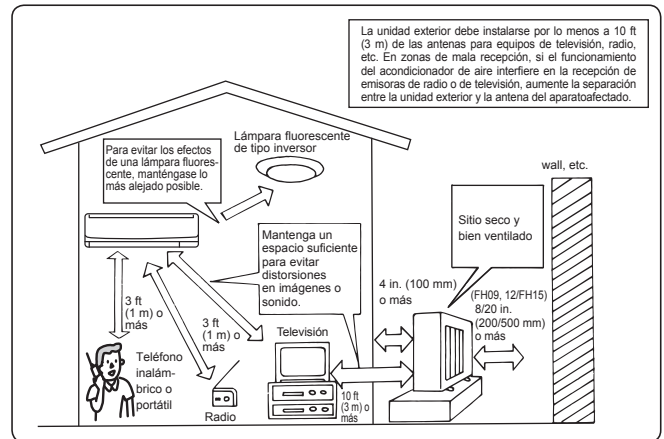 La unidad exterior debe instalarse por lo menos a 10 ft
(3 m) de las antenas para equipos de televisión, radio,
etc. En zonas de mala recepción, si el funcionamiento
del acondicionador de aire interfiere en la recepción de
emisoras de radio o de televisión, aumente la separación
entre la unidad exterior y la antena del aparatoafectado.
Lámpara fluorescente
de tipo inversor
Para evitar los efectos
de una lámpara fluores-
cente, manténgase lo
más alejado posible.
wall, etc.
Sitio seco y
bien ventilado
Mantenga un
espacio suficiente
para evitar
distorsiones
en imágenes o
sonido.
4 in. (100 mm)
o más
(FH09, 12/FH15)
8/20 in.
(200/500 mm)
o más
3 ft
(1 m) o
más
3 ft
(1 m) o
más
Televisión
Teléfono
inalám-
brico o
portátil
Radio
10 ft
(3 m) o
más